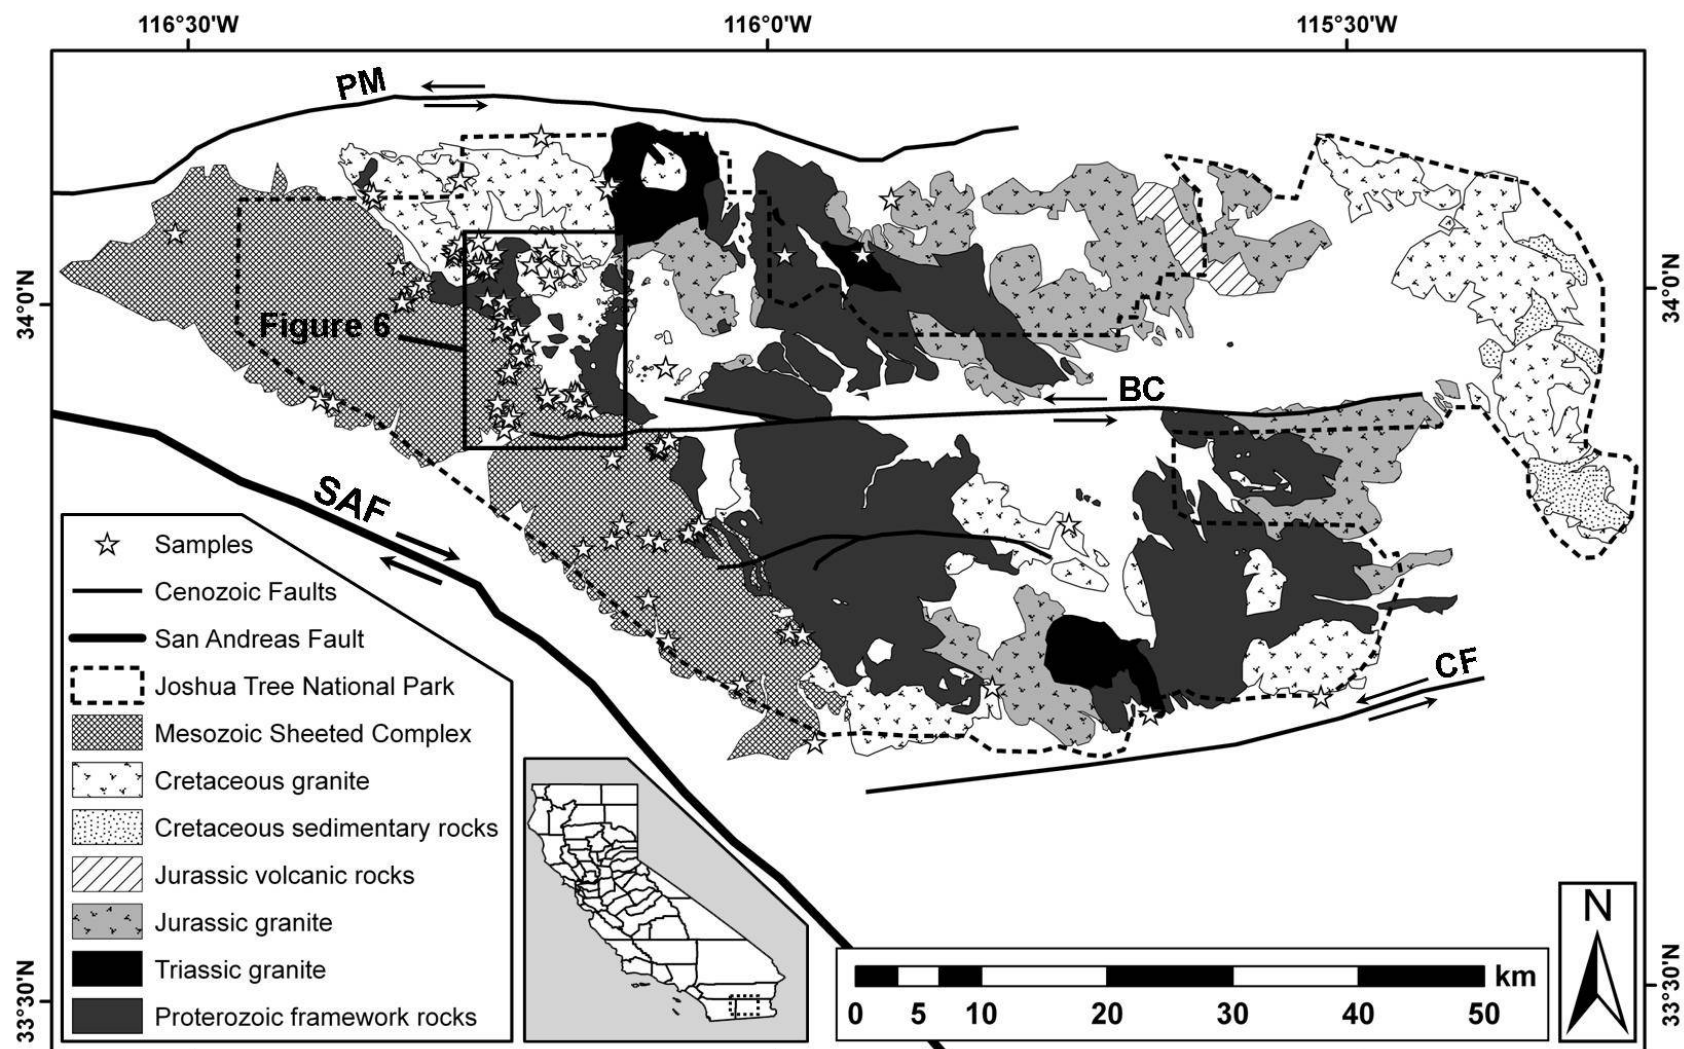 116°30'W 116°0'W 115°30'W
PM
34°0'N
34°0'N
Figure 6
BC
SAF
CF
Samples
Cenozoic Faults
San Andreas Fault
Joshua Tree National Park
Mesozoic Sheeted Complex
Cretaceous granite
Cretaceous sedimentary rocks
Jurassic volcanic rocks
Jurassic granite
Triassic granite
Proterozoic framework rocks
33°30'N
33°30'N
N
km
0 5 10 20 30 40 50